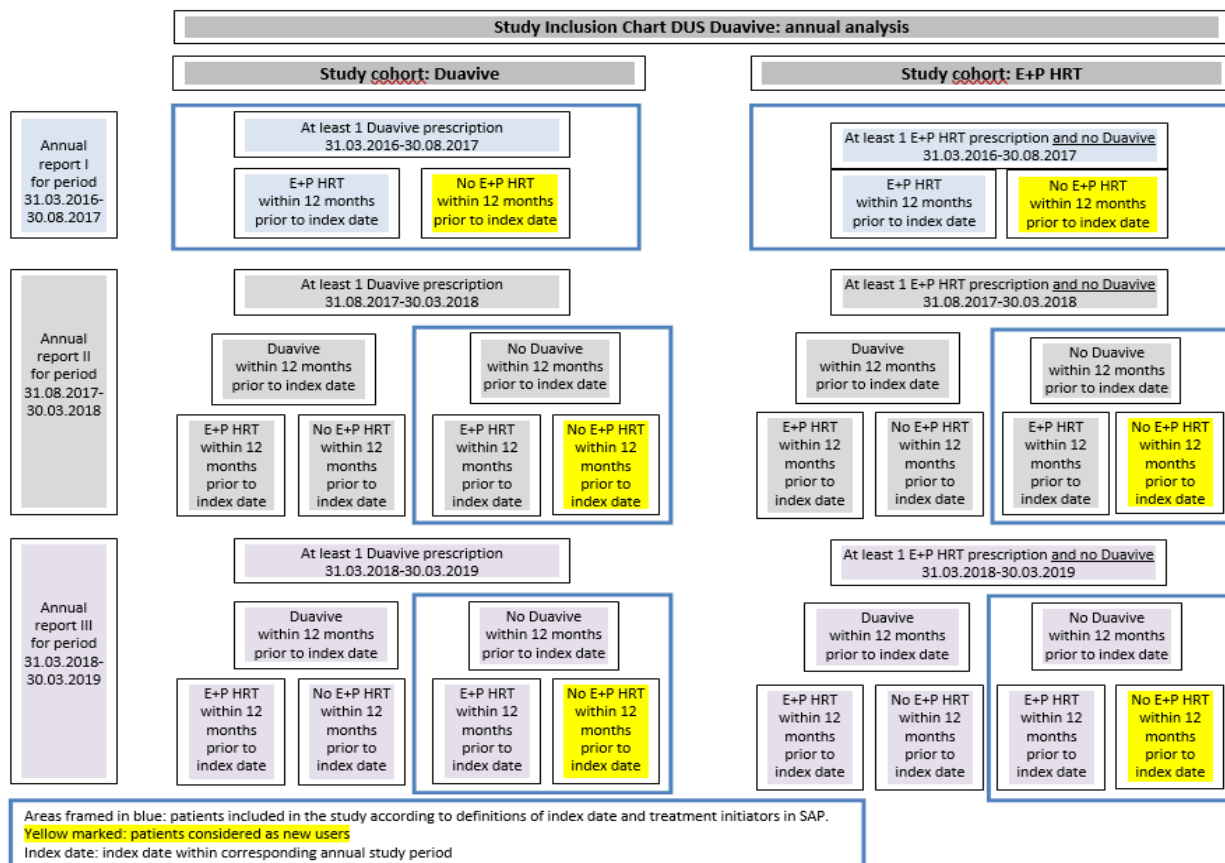 Study Inclusion Chart DUS Duavive: annual analysis
Study cohort: Duavive
Study cohort: E+P HRT
Annual
report I
for period
31.03.2016-
30.08.2017
At least 1 Duavive prescription
31.03.2016-30.08.2017
E+P HRT
within 12 months
prior to index date
No E+P HRT
within 12 months
prior to index date
At least 1 E+P HRT prescription and no Duavive
31.03.2016-30.08.2017
E+P HRT
within 12 months
prior to index date
No E+P HRT
within 12 months
prior to index date
Annual
report II
for period
31.08.2017-
30.03.2018
At least 1 Duavive prescription
31.08.2017-30.03.2018
Duavive
within 12 months
prior to index date
No Duavive
within 12 months
prior to index date
E+P HRT
within 12
months
prior to
index date
No E+P HRT
within 12
months
prior to
index date
E+P HRT
within 12
months
prior to
index date
No E+P HRT
within 12
months
prior to
index date
At least 1 E+P HRT prescription and no Duavive
31.08.2017-30.03.2018
Duavive
within 12 months
prior to index date
No Duavive
within 12 months
prior to index date
E+P HRT
within 12
months
prior to
index date
No E+P HRT
within 12
months
prior to
index date
E+P HRT
within 12
months
prior to
index date
No E+P HRT
within 12
months
prior to
index date
Annual
report III
for period
31.03.2018-
30.03.2019
At least 1 Duavive prescription
31.03.2018-30.03.2019
Duavive
within 12 months
prior to index date
No Duavive
within 12 months
prior to index date
E+P HRT
within 12
months
prior to
index date
No E+P HRT
within 12
months
prior to
index date
E+P HRT
within 12
months
prior to
index date
No E+P HRT
within 12
months
prior to
index date
At least 1 E+P HRT prescription and no Duavive
31.03.2018-30.03.2019
Duavive
within 12 months
prior to index date
No Duavive
within 12 months
prior to index date
E+P HRT
within 12
months
prior to
index date
No E+P HRT
within 12
months
prior to
index date
E+P HRT
within 12
months
prior to
index date
No E+P HRT
within 12
months
prior to
index date
Areas framed in blue: patients included in the study according to definitions of index date and treatment initiators in SAP.
Yellow marked: patients considered as new users
Index date: index date within corresponding annual study period